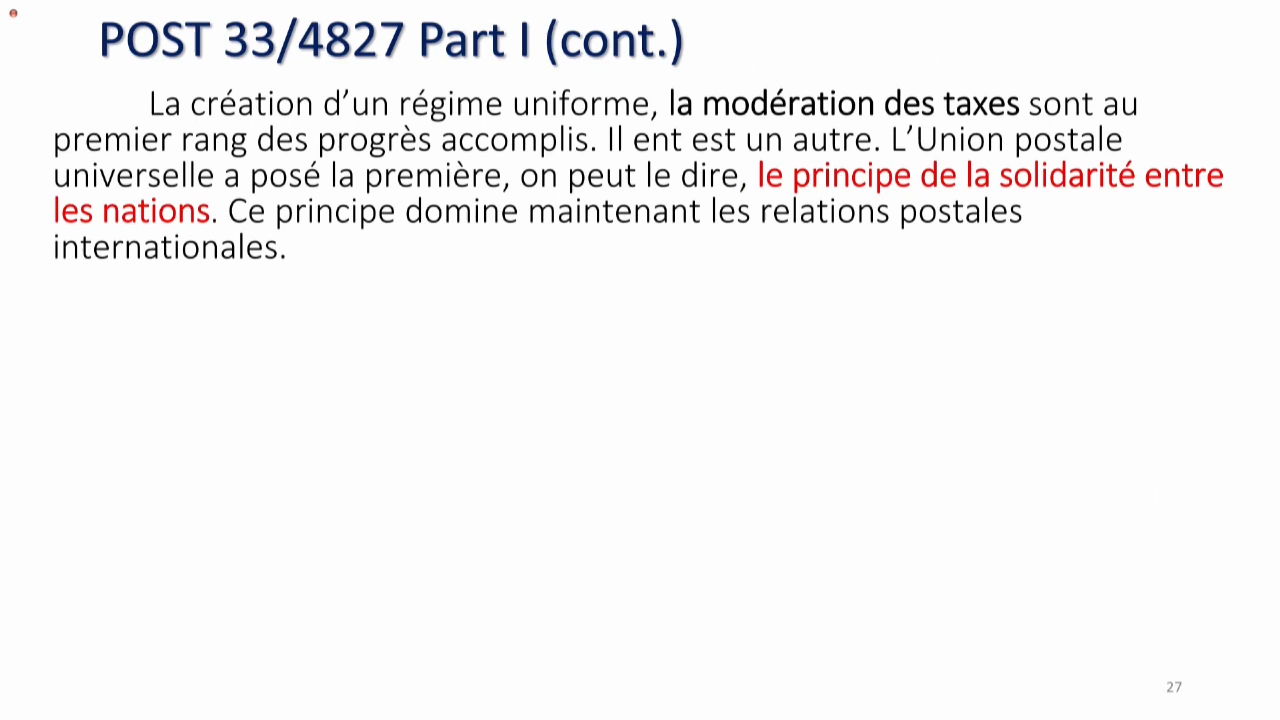 POST 33/4827 Part I (cont.)
La création d’un régime uniforme, la modération des taxes sont au
premier rang des progrès accomplis. Il ent est un autre. L’Union postale
universelle a posé la première, on peut le dire, le principe de la solidarité entre
les nations. Ce principe domine maintenant les relations postales
internationales.
27